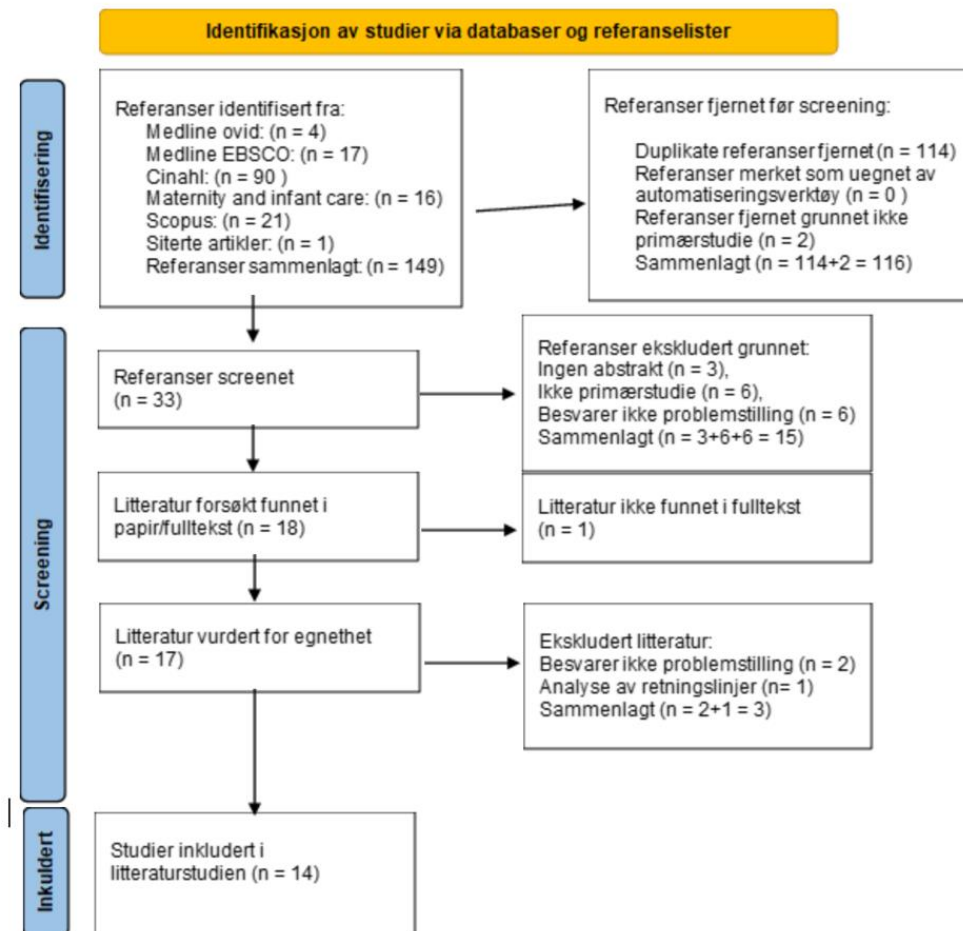 Identifikasjon av studier via databaser og referanselister
Identifisering
Referanser identifisert fra:
Medline ovid: (n = 4)
Medline EBSCO: (n = 17)
Cinahl: (n = 90 )
Maternity and infant care: (n = 16)
Scopus: (n = 21)
Siterte artikler: (n = 1)
Referanser sammenlagt: (n = 149)
Referanser fjernet før screening:
Duplikate referanser fjernet (n = 114)
Referanser merket som uegnet av
automatiseringsverktøy (n = 0 )
Referanser fjernet grunnet ikke
primærstudie (n = 2)
Sammenlagt (n = 114+2 = 116)
Screening
Referanser screenet
(n = 33)
Referanser ekskludert grunnet:
Ingen abstrakt (n = 3),
Ikke primærstudie (n = 6),
Besvarer ikke problemstilling (n = 6)
Sammenlagt (n = 3+6+6 = 15)
Litteratur forsøkt funnet i
papir/fulltekst (n = 18)
Litteratur ikke funnet i fulltekst
(n = 1)
Litteratur vurdert for egnethet
(n = 17)
Ekskludert litteratur:
Besvarer ikke problemstilling (n = 2)
Analyse av retningslinjer (n= 1)
Sammenlagt (n = 2+1 = 3)
Inkuldert
Studier inkludert i
litteraturstudien (n = 14)